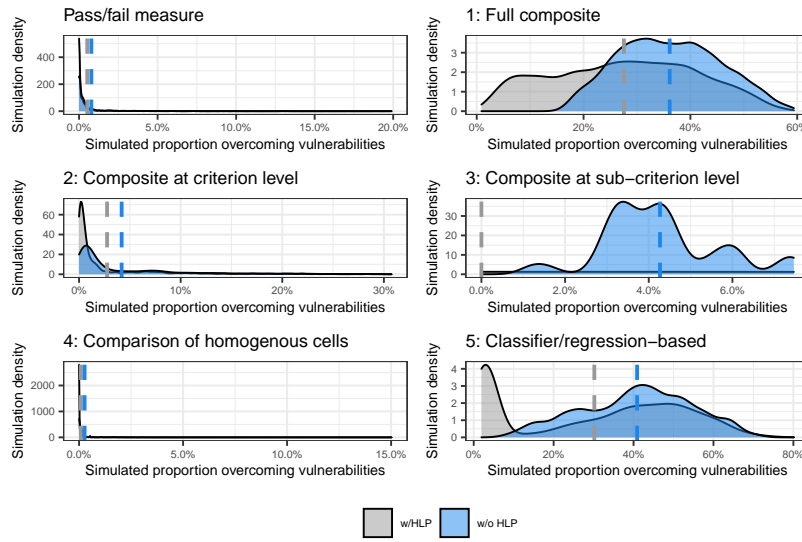 Pass/fail measure
Simulation density
400
200
0
0.0%
5.0%
10.0%
15.0%
20.0%
Simulated proportion overcoming vulnerabilities
1: Full composite
Simulation density
3
2
1
0
0%
20%
40%
60%
Simulated proportion overcoming vulnerabilities
2: Composite at criterion level
Simulation density
60
40
20
0
0%
10%
20%
30%
Simulated proportion overcoming vulnerabilities
3: Composite at sub−criterion level
Simulation density
30
20
10
0
0.0%
2.0%
4.0%
6.0%
Simulated proportion overcoming vulnerabilities
4: Comparison of homogenous cells
Simulation density
2000
1000
0
0.0%
5.0%
10.0%
15.0%
Simulated proportion overcoming vulnerabilities
5: Classifier/regression−based
Simulation density
4
3
2
1
0
0%
20%
40%
60%
80%
Simulated proportion overcoming vulnerabilities
w/HLP
w/o HLP